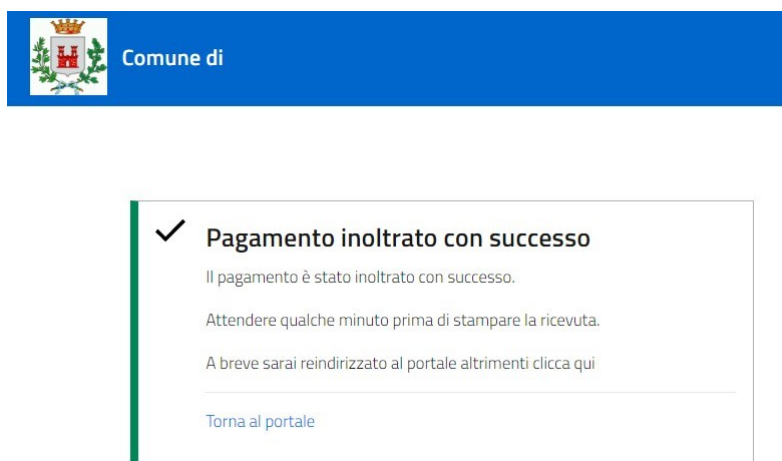 Comune di
Pagamento inoltrato con successo
Il pagamento è stato inoltrato con successo.
Attendere qualche minuto prima di stampare la ricevuta.
A breve sarai reindirizzato al portale altrimenti clicca qui
Torna al portale